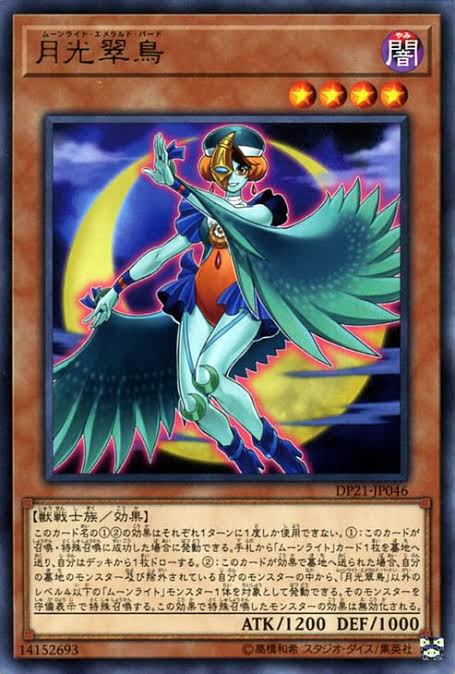 ムーンライト・エメラルド・バード
月光翠鳥
やみ
闇
DP21-JP046
【獣戦士族／効果】
このカード名の①②の効果はそれぞれ1ターンに1度しか使用できない。①：このカードが
召喚・特殊召喚に成功した場合に発動できる。手札から「ムーンライト」カード1枚を墓地へ
送り、自分はデッキから1枚ドローする。②：このカードが効果で墓地へ送られた場合、自分
の墓地のモンスター及び除外されている自分のモンスターの中から、「月光翠鳥」以外の
レベル4以下の「ムーンライト」モンスター1体を対象として発動できる。そのモンスターを
守備表示で特殊召喚する。この効果で特殊召喚したモンスターの効果は無効化される。
ATK/1200 DEF/1000
14152693
©高橋和希 スタジオ・ダイス/集英社